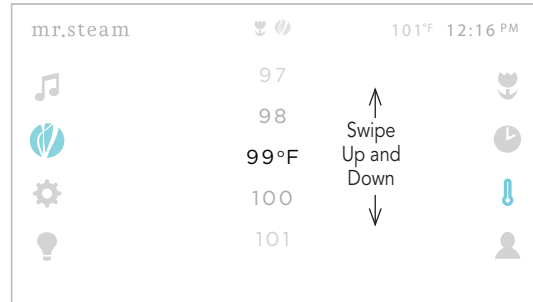 mr.steam
101°F 12:16 PM
97
98
99°F
100
101
Swipe
Up and
Down